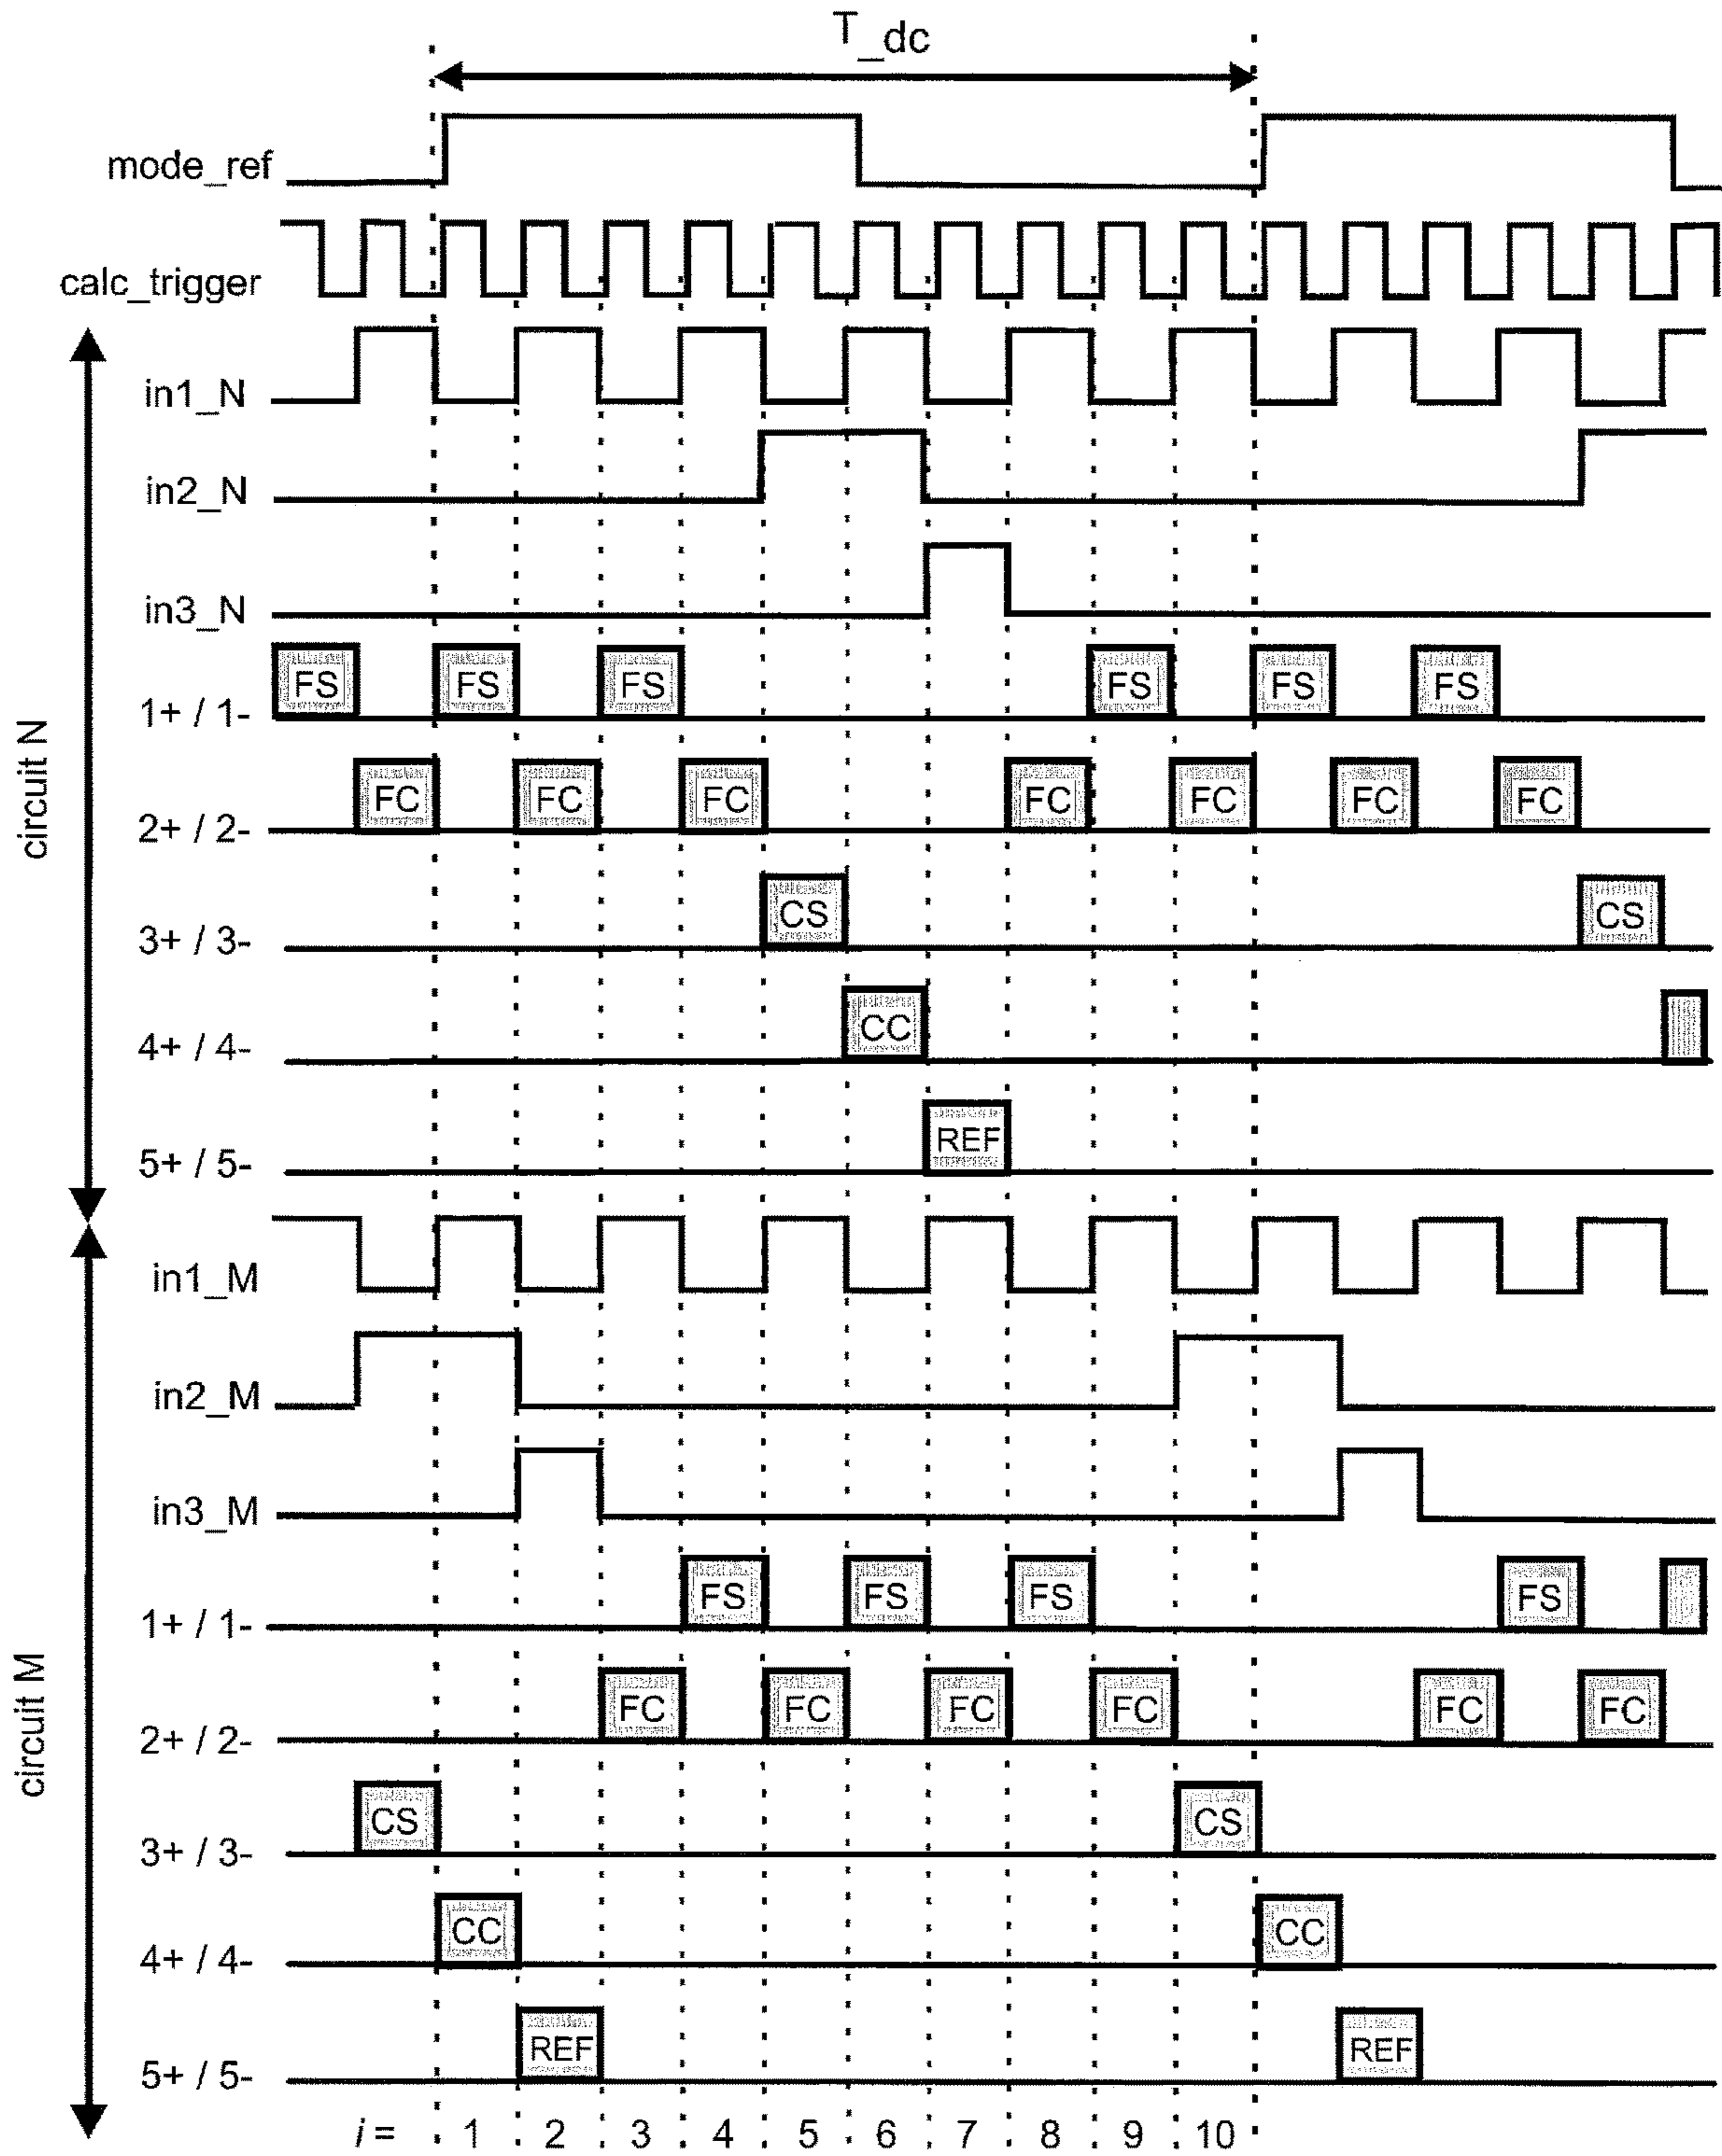 T_dc
mode_ref
calc_trigger
in1_N
in2_N
in3_N
FS FS FS FS FS FS
1+ / 1-
FC FC FC FC FC FC FC
2+ / 2-
CS CS
3+ / 3-
CC
4+ / 4-
REF
5+ / 5-
circuit N
in1_M
in2_M
in3_M
FS FS FS FS
1+ / 1-
FC FC FC FC FC FC
2+ / 2-
CS CS
3+ / 3-
CC CC
4+ / 4-
REF REF
5+ / 5-
circuit M
i = 1 2 3 4 5 6 7 8 9 10